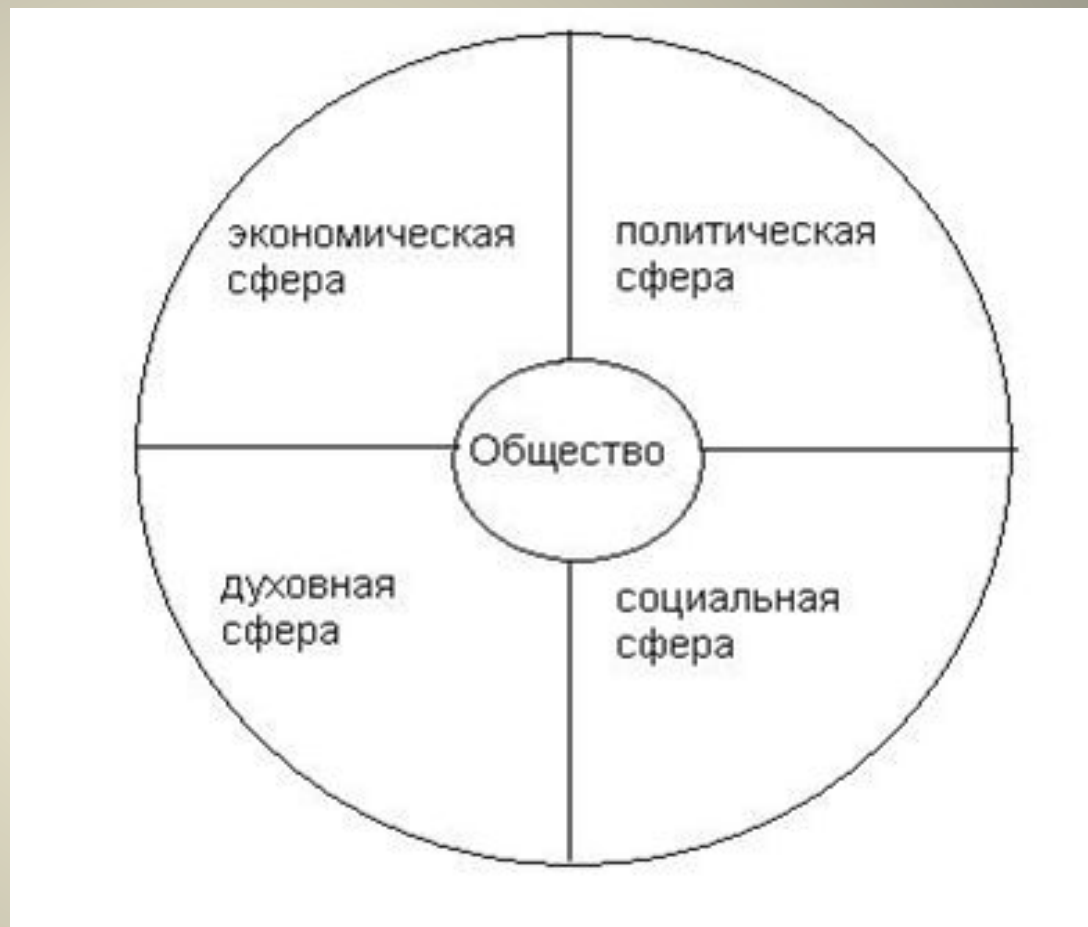 экономическая
сфера
политическая
сфера
Общество
духовная
сфера
социальная
сфера